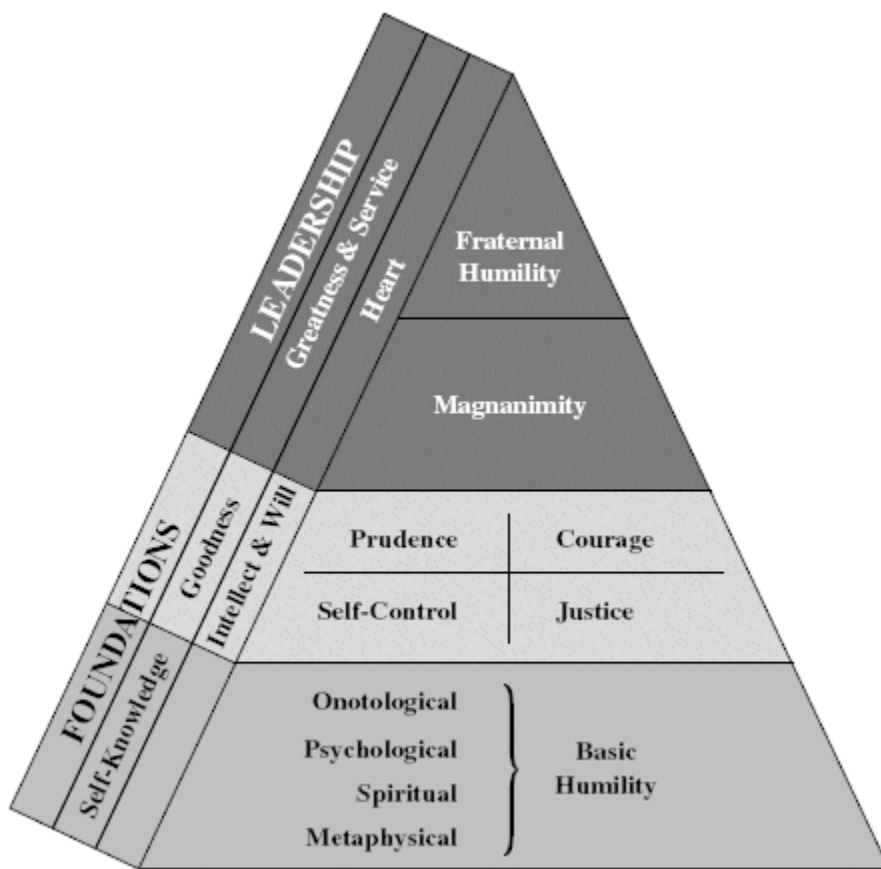 LEADERSHIP
Greatness & Service
Heart
Fraternal
Humility
Magnanimity
FOUNDATIONS
Goodness
Intellect & Will
Prudence
Courage
Self-Control
Justice
Self-Knowledge
Onotological
Psychological
Spiritual
Metaphysical
Basic
Humility